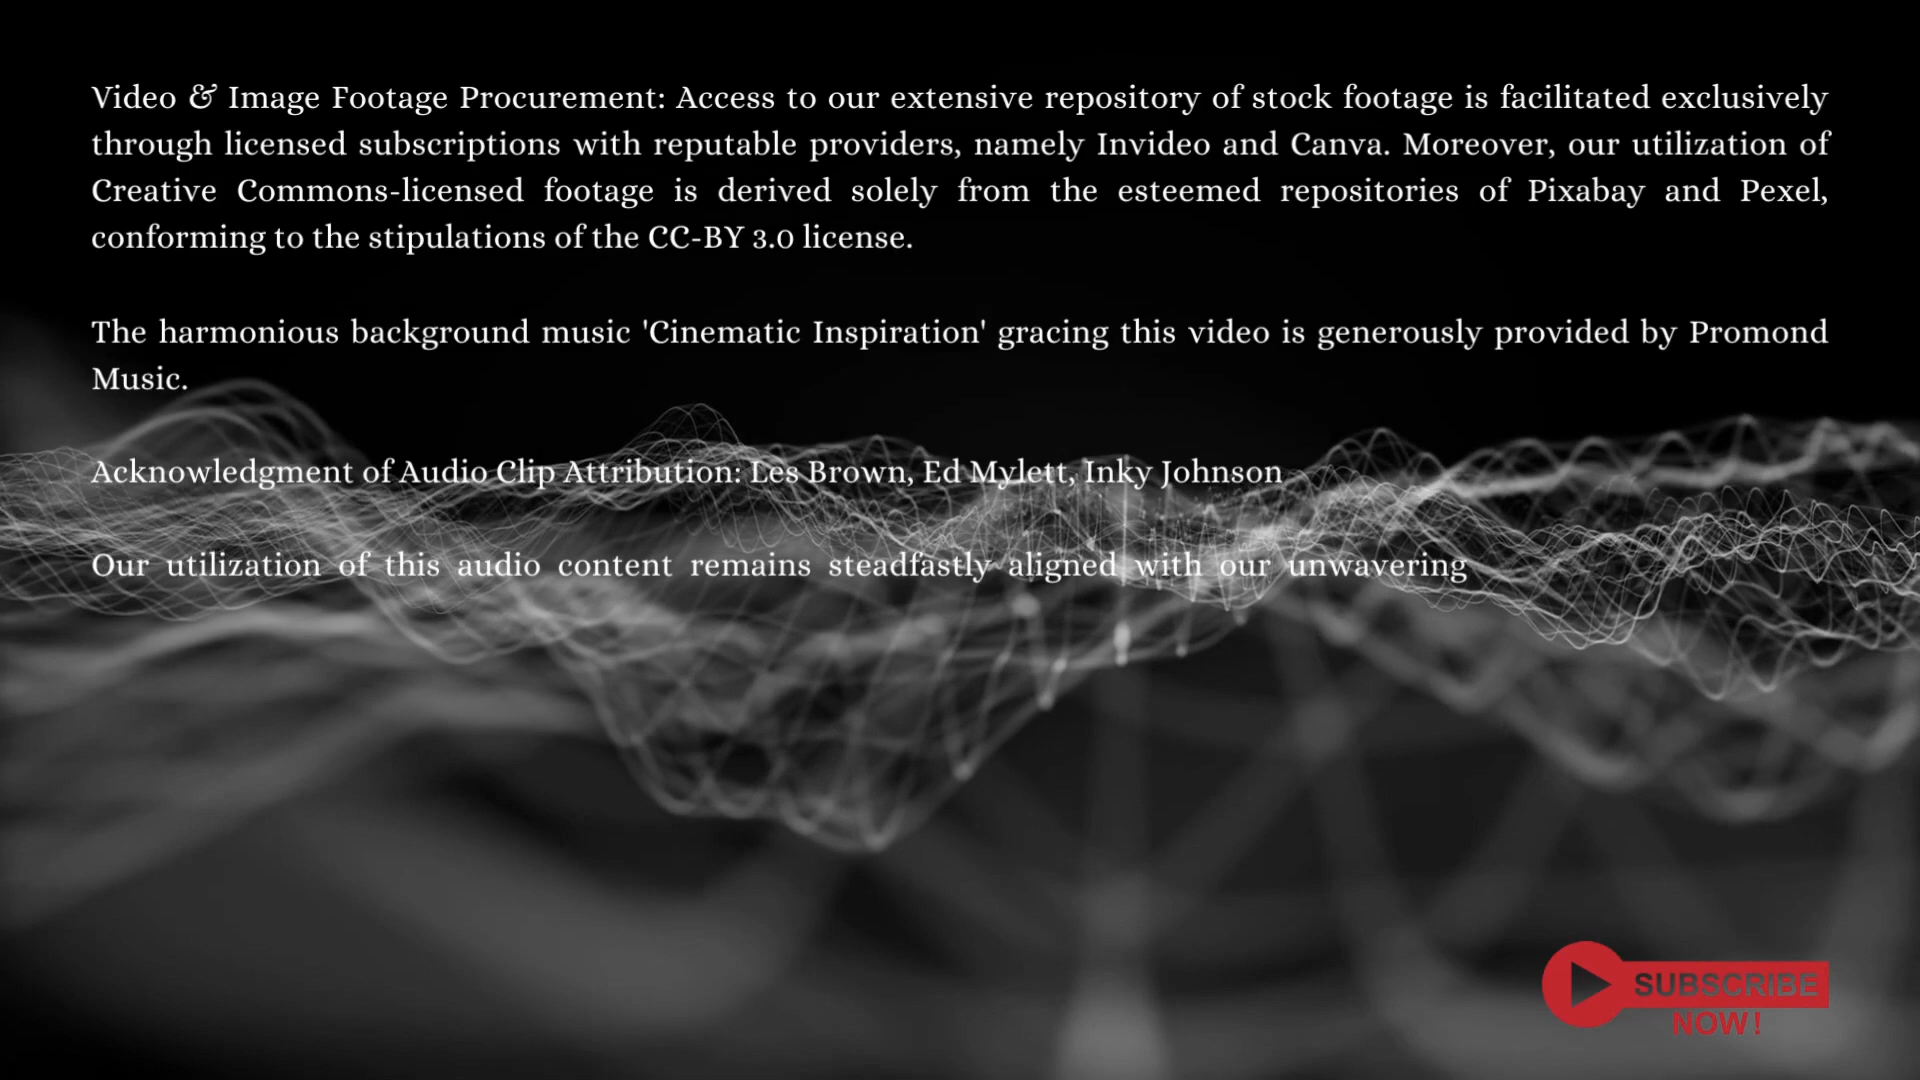 Video & Image Footage Procurement: Access to our extensive repository of stock footage is facilitated exclusively
through licensed subscriptions with reputable providers, namely Invideo and Canva. Moreover, our utilization of
Creative Commons-licensed footage is derived solely from the esteemed repositories of Pixabay and Pexel,
conforming to the stipulations of the CC-BY 3.0 license.
The harmonious background music 'Cinematic Inspiration' gracing this video is generously provided by Promond
Music.
Acknowledgment of Audio Clip Attribution: Les Brown, Ed Mylett, Inky Johnson
Our utilization of this audio content remains steadfastly aligned with our unwavering
SUBSCRIBE
NOW!